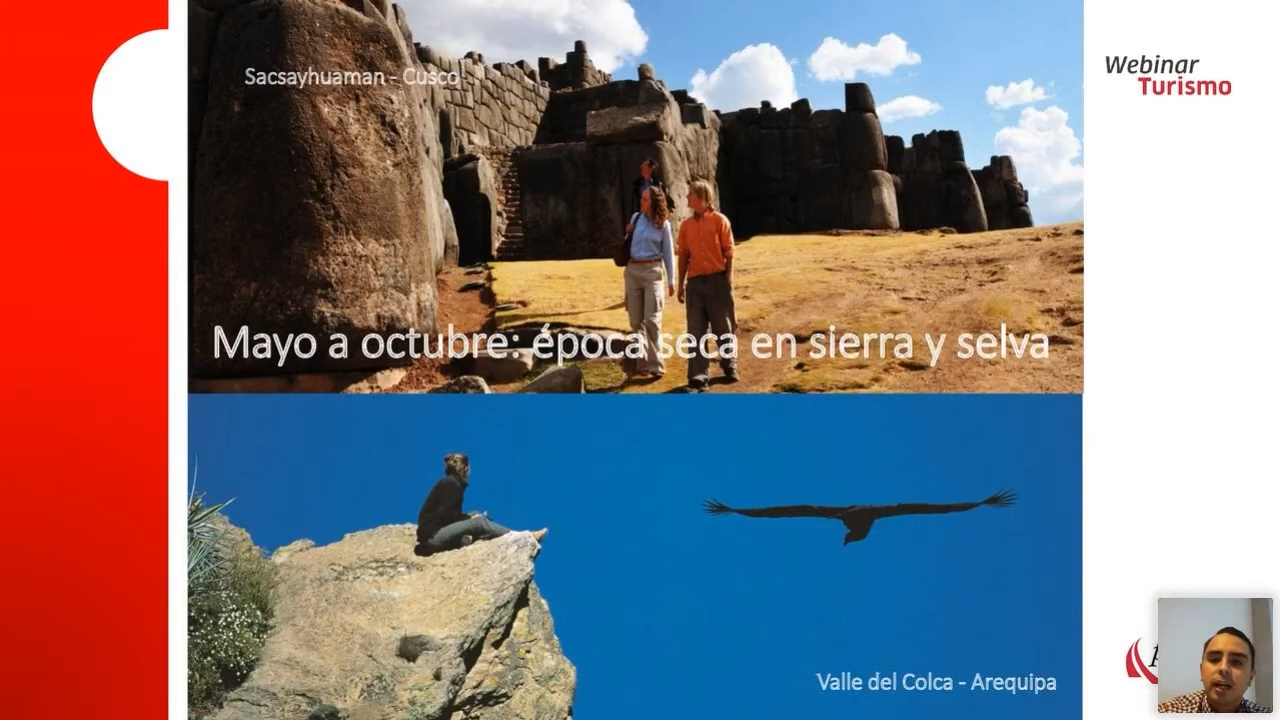 Sacsayhuaman - Cusco
Webinar
Turismo
Mayo a octubre: época seca en sierra y selva
Valle del Colca - Arequipa